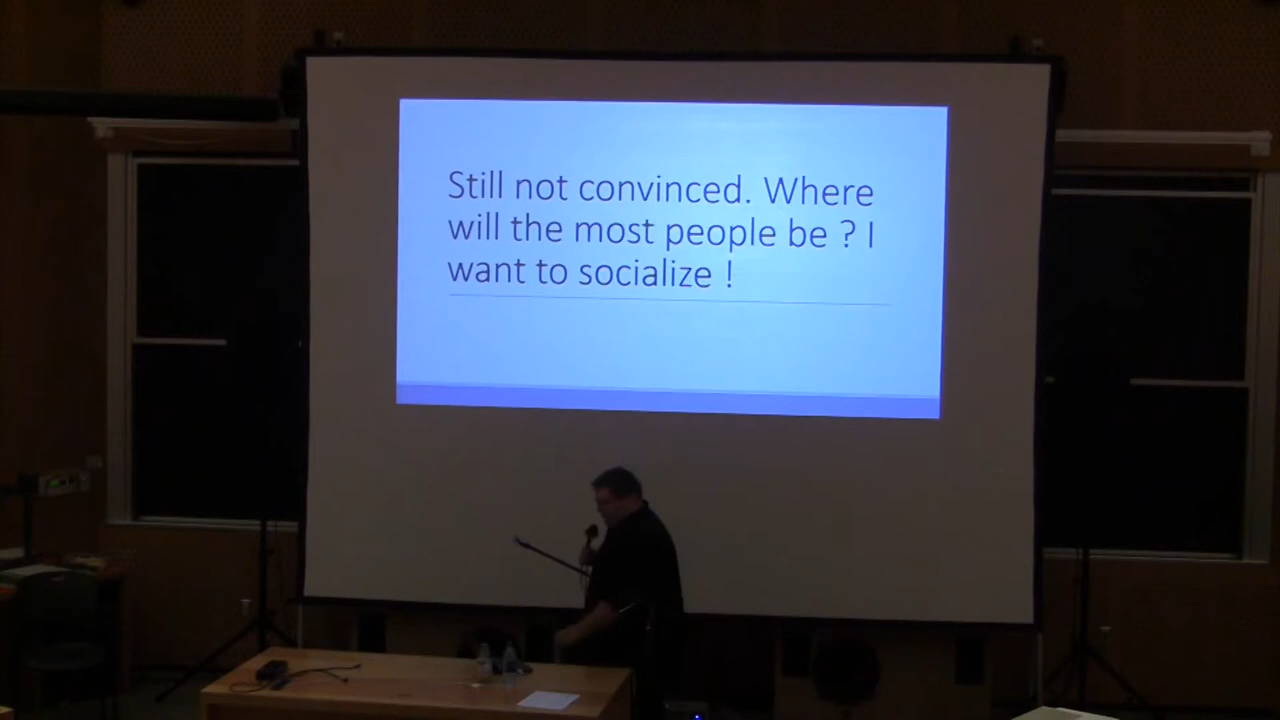 Still not convinced. Where
will the most people be ? I
want to socialize !